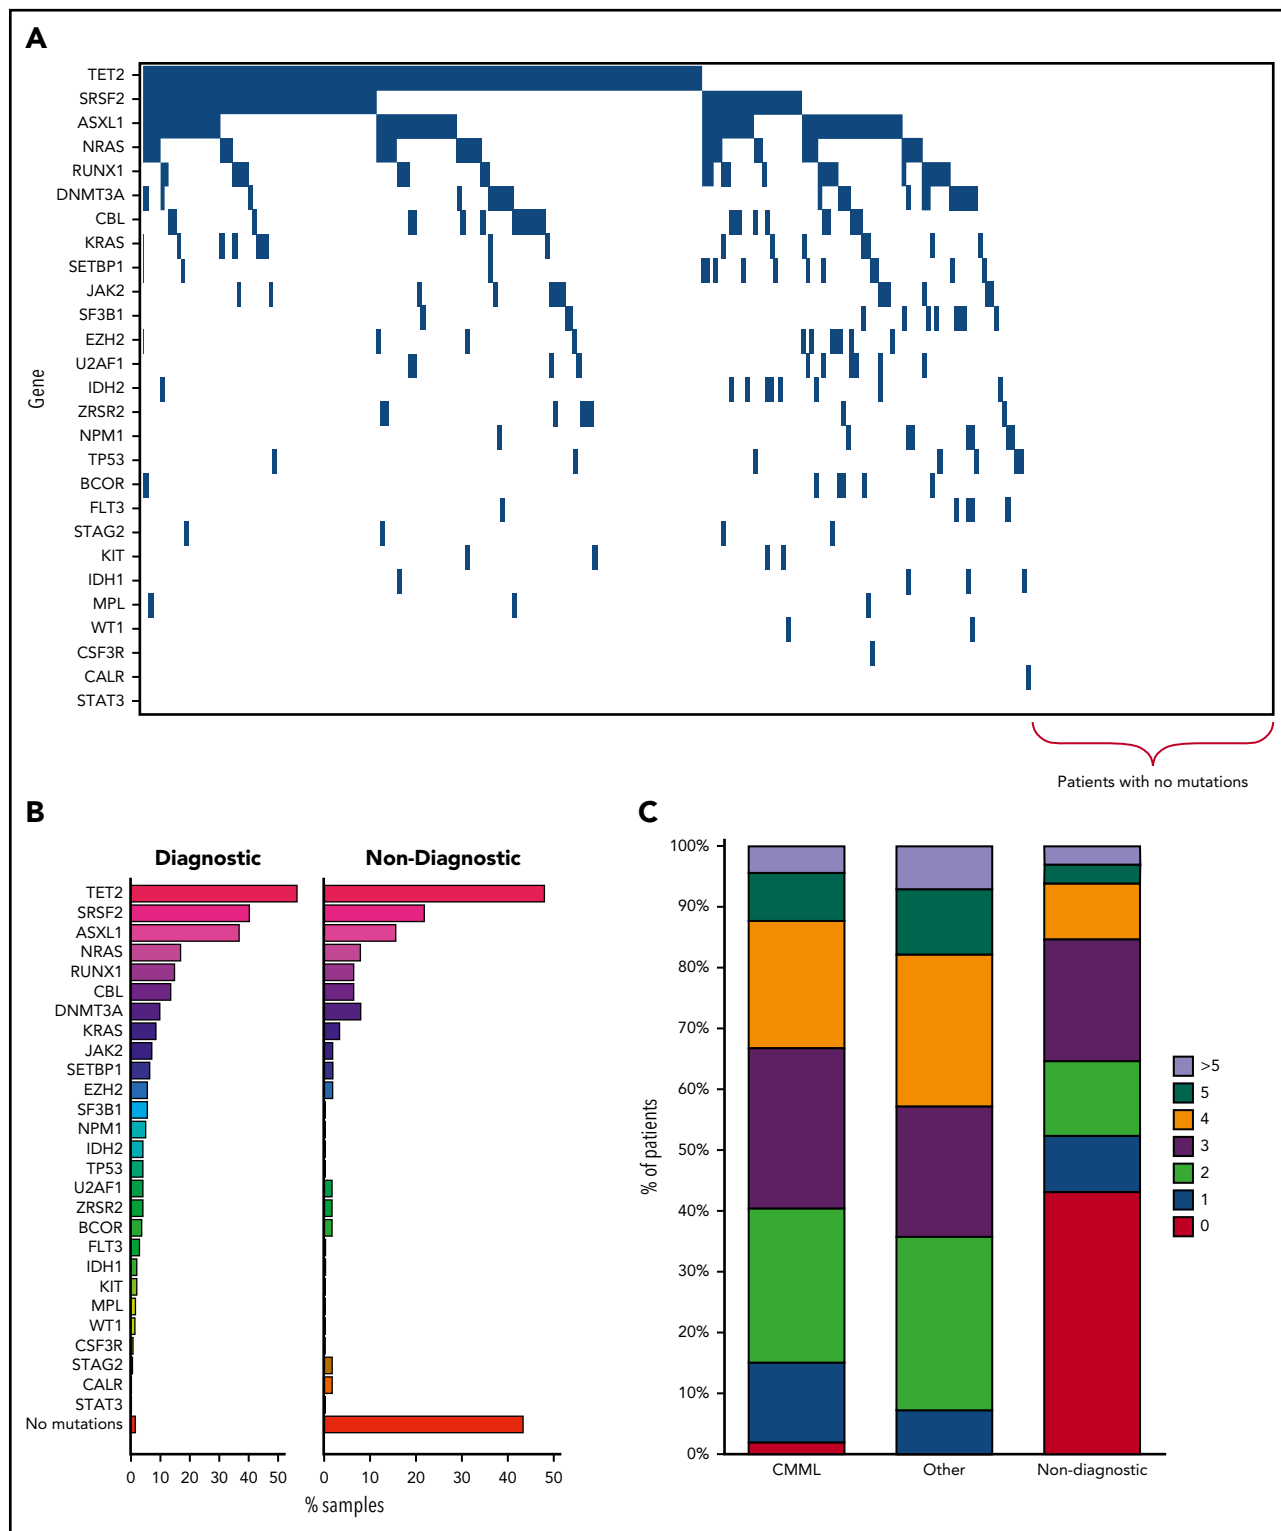 A
TET2
SRSF2
ASXL1
NRAS
RUNX1
DNMT3A
CBL
KRAS
SETBP1
JAK2
SF3B1
EZH2
U2AF1
IDH2
ZRSR2
NPM1
TP53
BCOR
FLT3
STAG2
KIT
IDH1
MPL
WT1
CSF3R
CALR
STAT3
Gene
Patients with no mutations
B
Diagnostic Non-Diagnostic
TET2
SRSF2
ASXL1
NRAS
RUNX1
CBL
DNMT3A
KRAS
JAK2
SETBP1
EZH2
SF3B1
NPM1
IDH2
TP53
U2AF1
ZRSR2
BCOR
FLT3
IDH1
KIT
MPL
WT1
CSF3R
STAG2
CALR
STAT3
No mutations
0 10 20 30 40 50 0 10 20 30 40 50
% samples
C
100%
90%
80%
70%
60%
50%
40%
30%
20%
10%
0%
% of patients
CMML Other Non-diagnostic
>5
5
4
3
2
1
0